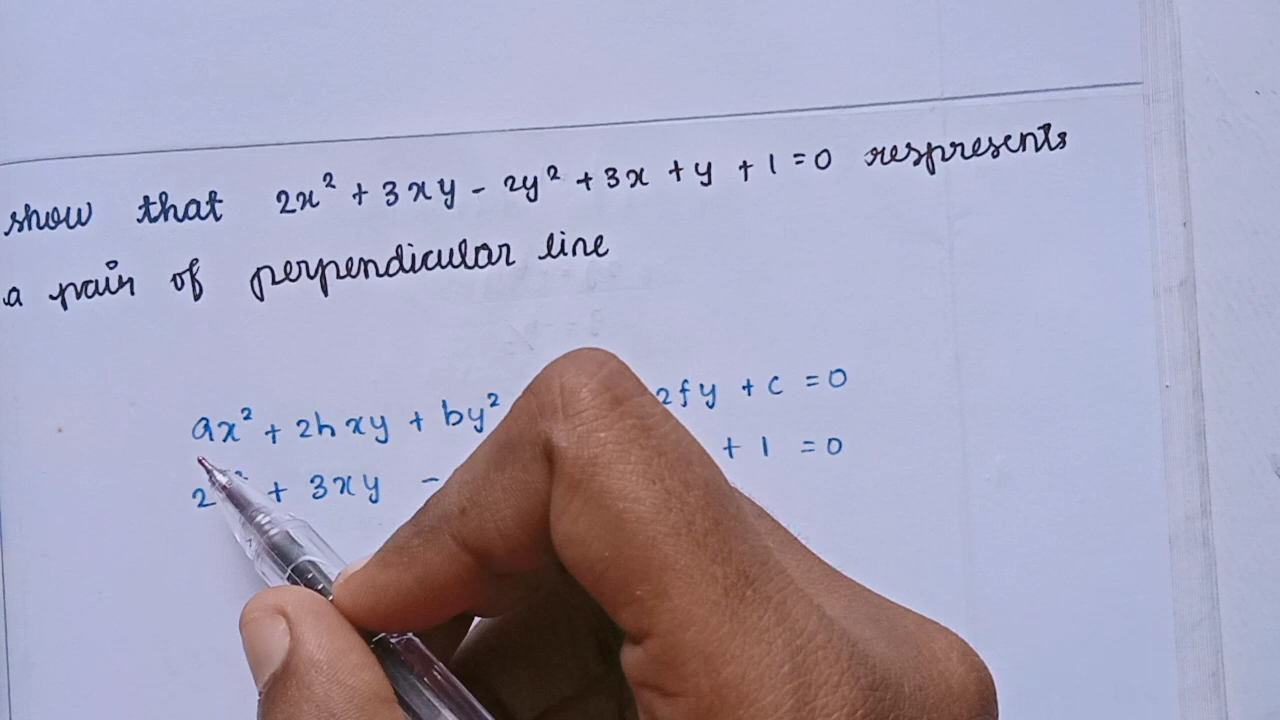 show that 2x² + 3xy - 2y² + 3x + y + 1 = 0 respresents
a pair of perpendicular line
ax² + 2hxy + by² 2fy + c = 0
2 ² + 3xy - + 1 = 0